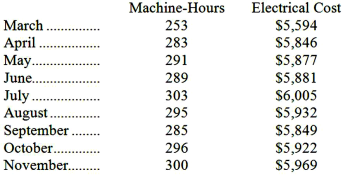 Machine-Hours Electrical Cost
March ............... 253 $5,594
April ................. 283 $5,846
May................... 291 $5,877
June................... 289 $5,881
July ................... 303 $6,005
August.............. 295 $5,932
September ........ 285 $5,849
October............. 296 $5,922
November......... 300 $5,969